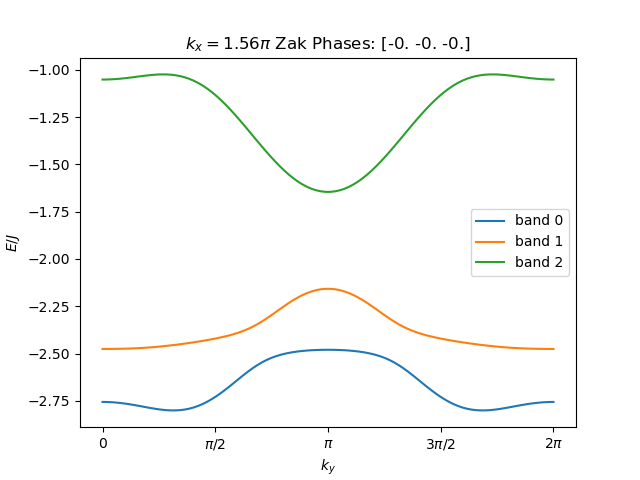 $k_x = 1.56\pi$ Zak Phases: [-0. -0. -0.]
−1.00
−1.25
−1.50
−1.75
−2.00
−2.25
−2.50
−2.75
E/J
band 0
band 1
band 2
0
π/2
π
3π/2
2π
$k_y$